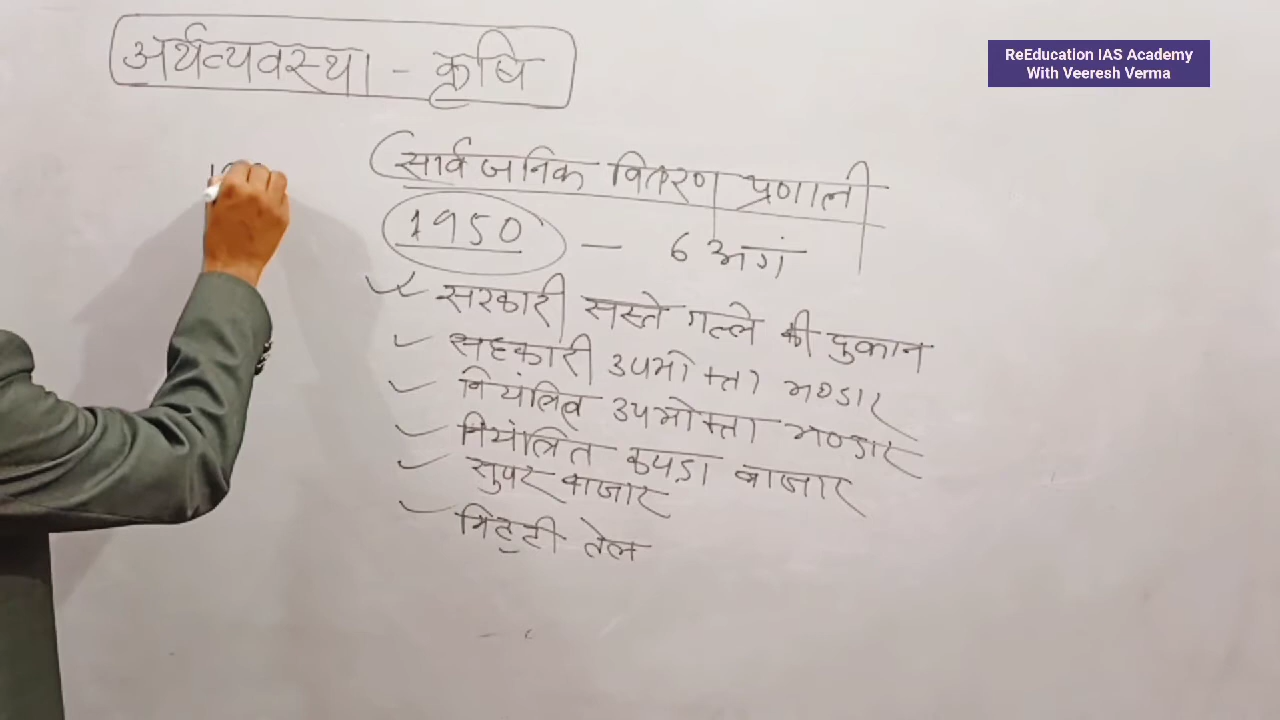 अर्थव्यवस्था - कृषि
ReEducation IAS Academy
With Veeresh Verma
सार्वजनिक वितरण प्रणाली
1950 — 6 अगं
सरकारी सस्ते गल्ले की दुकान
सहकारी उपभोक्ता भण्डार
नियंत्रित उपभोक्ता भण्डार
नियंत्रित कपड़ा बाजार
सुपर बाजार
मिट्टी तेल